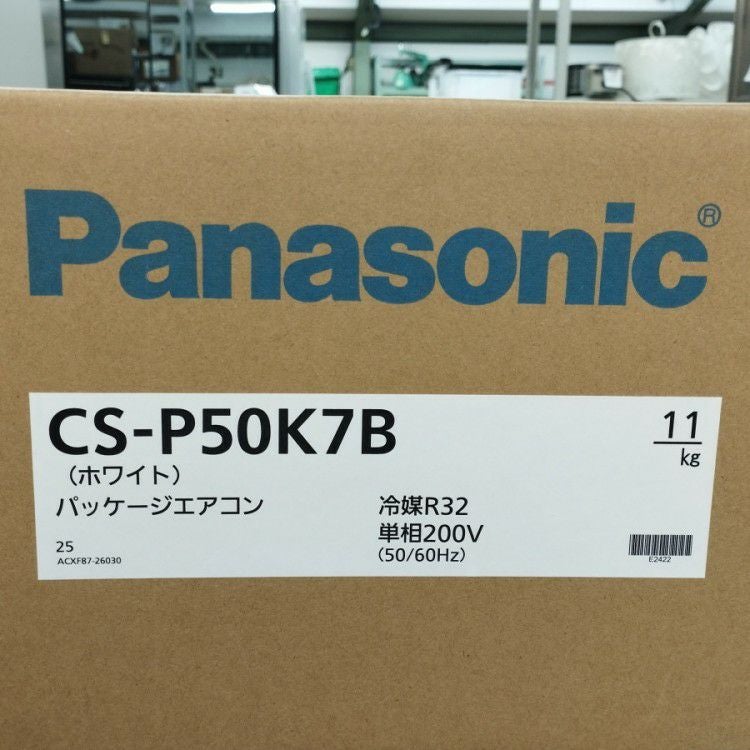 Panasonic®
CS-P50K7B
(ホワイト)
パッケージエアコン
25
ACXF87-26030
冷媒R32
単相200V
(50/60Hz)
11
kg
E2422